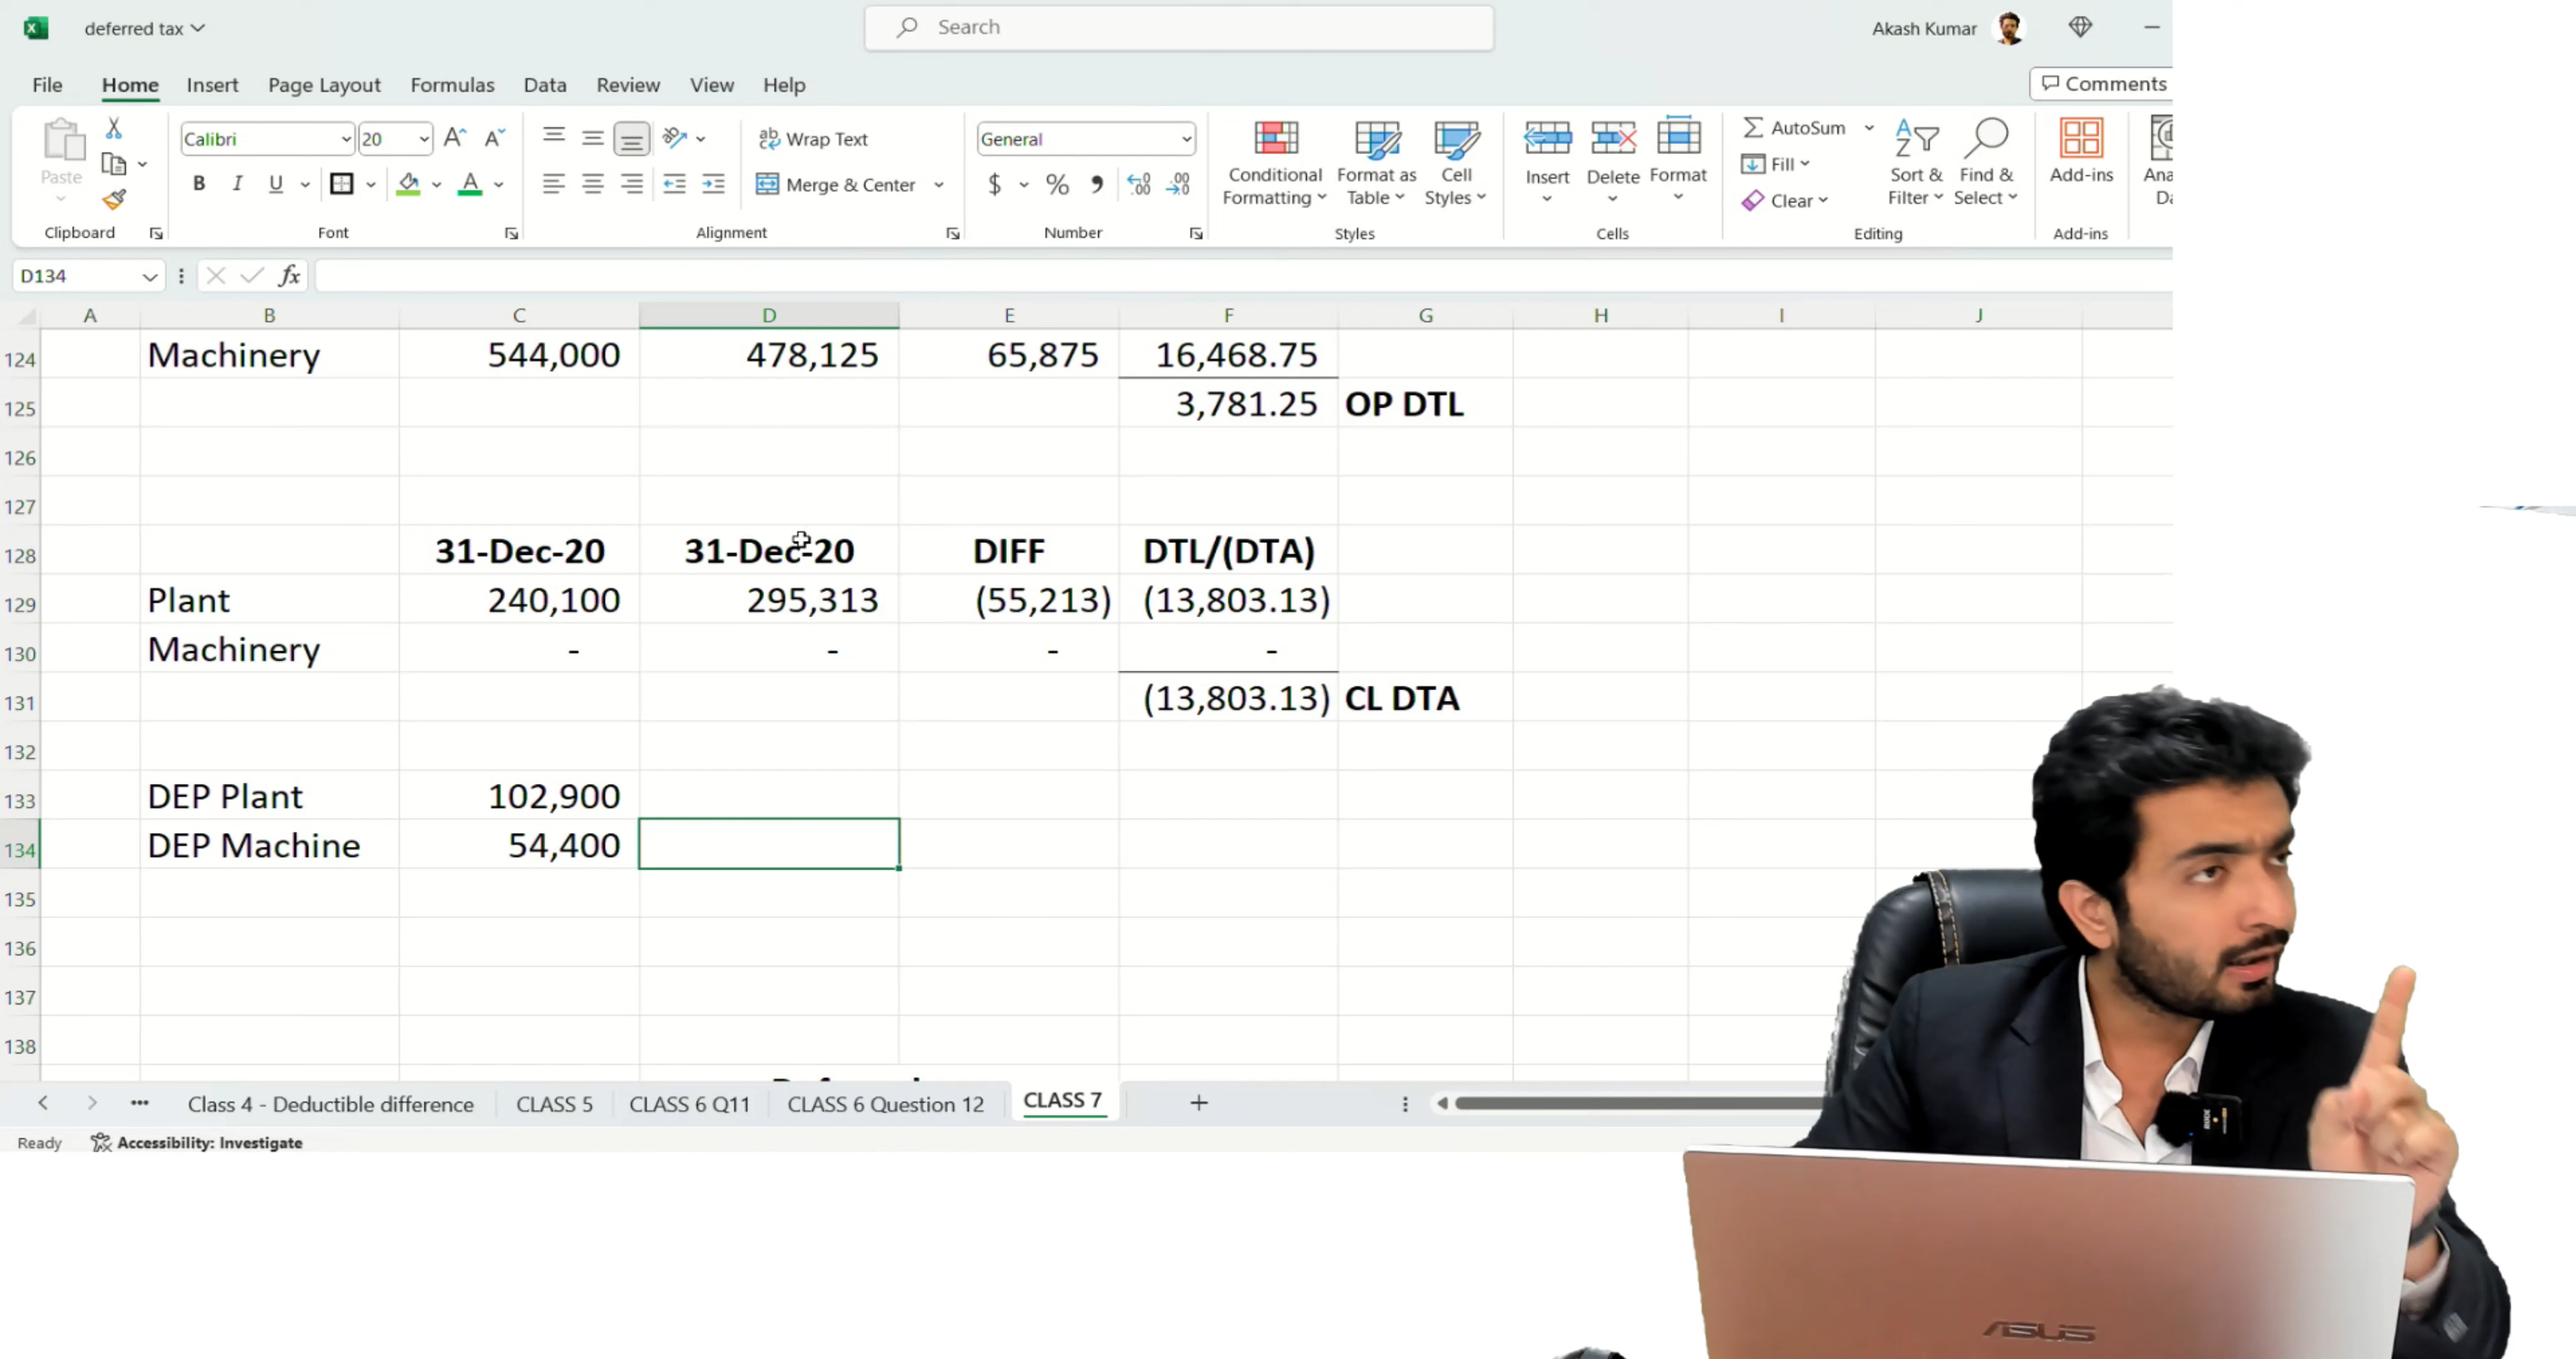 deferred tax
Search
Akash Kumar
File Home Insert Page Layout Formulas Data Review View Help
Comments
Paste
Calibri 20
B I U
Wrap Text
Merge & Center
General
$ %
Conditional Formatting
Format as Table
Cell Styles
Insert Delete Format
AutoSum
Fill
Clear
Sort & Filter
Find & Select
Add-ins
Clipboard Font Alignment Number Styles Cells Editing Add-ins
D134 fx
A B C D E F G H I J
124 Machinery 544,000 478,125 65,875 16,468.75
125 3,781.25 OP DTL
126
127
128 31-Dec-20 31-Dec-20 DIFF DTL/(DTA)
129 Plant 240,100 295,313 (55,213) (13,803.13)
130 Machinery - - - -
131 (13,803.13) CL DTA
132
133 DEP Plant 102,900
134 DEP Machine 54,400
135
136
137
138
Class 4 - Deductible difference CLASS 5 CLASS 6 Q11 CLASS 6 Question 12 CLASS 7
Ready Accessibility: Investigate
RODE
ASUS